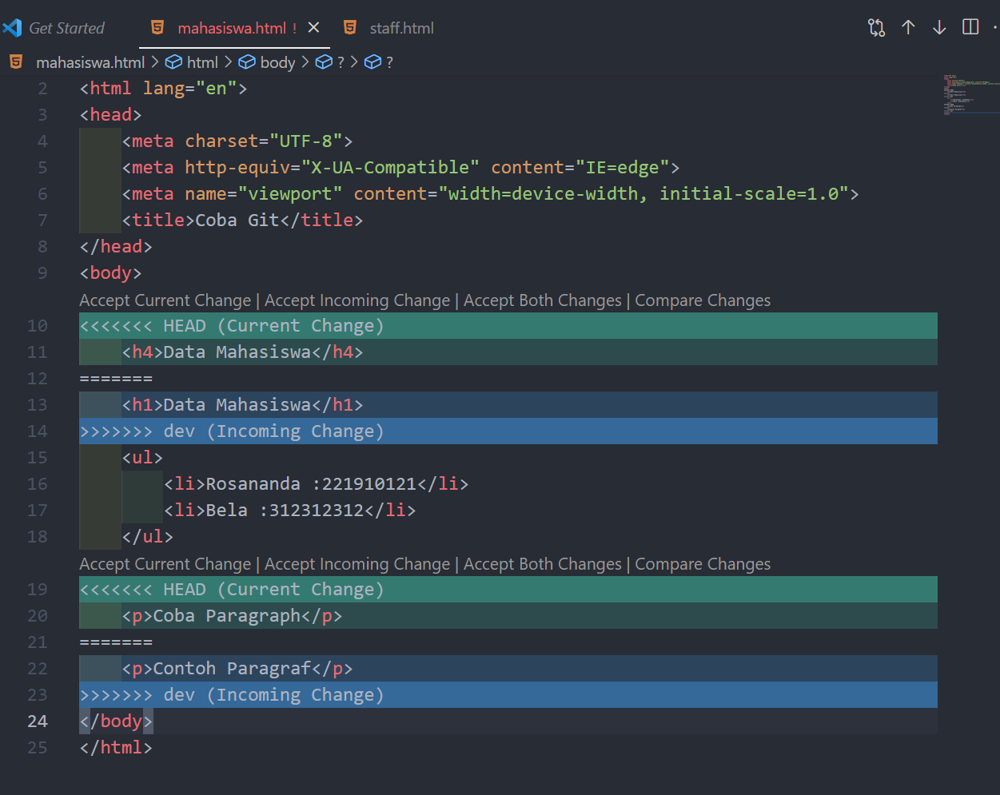 Get Started mahasiswa.html ! staff.html
mahasiswa.html > html > body > ? > ?
2 <html lang="en">
3 <head>
4 <meta charset="UTF-8">
5 <meta http-equiv="X-UA-Compatible" content="IE=edge">
6 <meta name="viewport" content="width=device-width, initial-scale=1.0">
7 <title>Coba Git</title>
8 </head>
9 <body>
Accept Current Change | Accept Incoming Change | Accept Both Changes | Compare Changes
10 <<<<<<< HEAD (Current Change)
11 <h4>Data Mahasiswa</h4>
12 =======
13 <h1>Data Mahasiswa</h1>
14 >>>>>>> dev (Incoming Change)
15 <ul>
16 <li>Rosananda :221910121</li>
17 <li>Bela :312312312</li>
18 </ul>
Accept Current Change | Accept Incoming Change | Accept Both Changes | Compare Changes
19 <<<<<<< HEAD (Current Change)
20 <p>Coba Paragraph</p>
21 =======
22 <p>Contoh Paragraf</p>
23 >>>>>>> dev (Incoming Change)
24 </body>
25 </html>